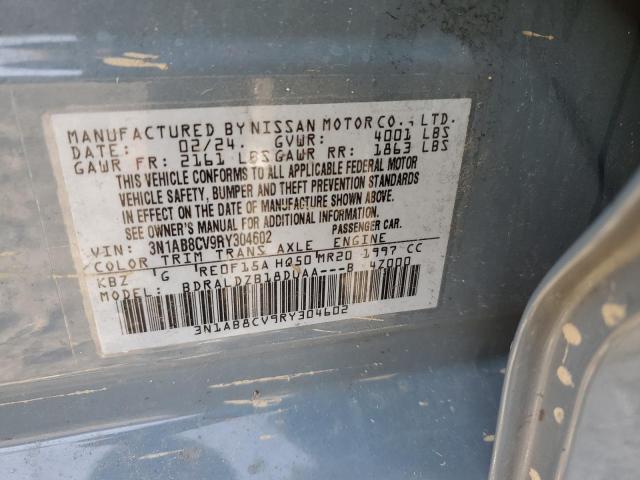 MANUFACTURED BY NISSAN MOTOR CO., LTD.
DATE: 02/24. GVWR: 4001 LBS
GAWR FR: 2161 LBS GAWR RR: 1863 LBS
THIS VEHICLE CONFORMS TO ALL APPLICABLE FEDERAL MOTOR
VEHICLE SAFETY, BUMPER AND THEFT PREVENTION STANDARDS
IN EFFECT ON THE DATE OF MANUFACTURE SHOWN ABOVE.
SEE OWNER'S MANUAL FOR ADDITIONAL INFORMATION.
VIN: 3N1AB8CV9RY304602 PASSENGER CAR.
COLOR TRIM TRANS AXLE ENGINE
KBZ G RE0F15A HQ50 MR20 1997 CC
MODEL: BDRALDZB18DUAA---B 4Z000
3N1AB8CV9RY304602